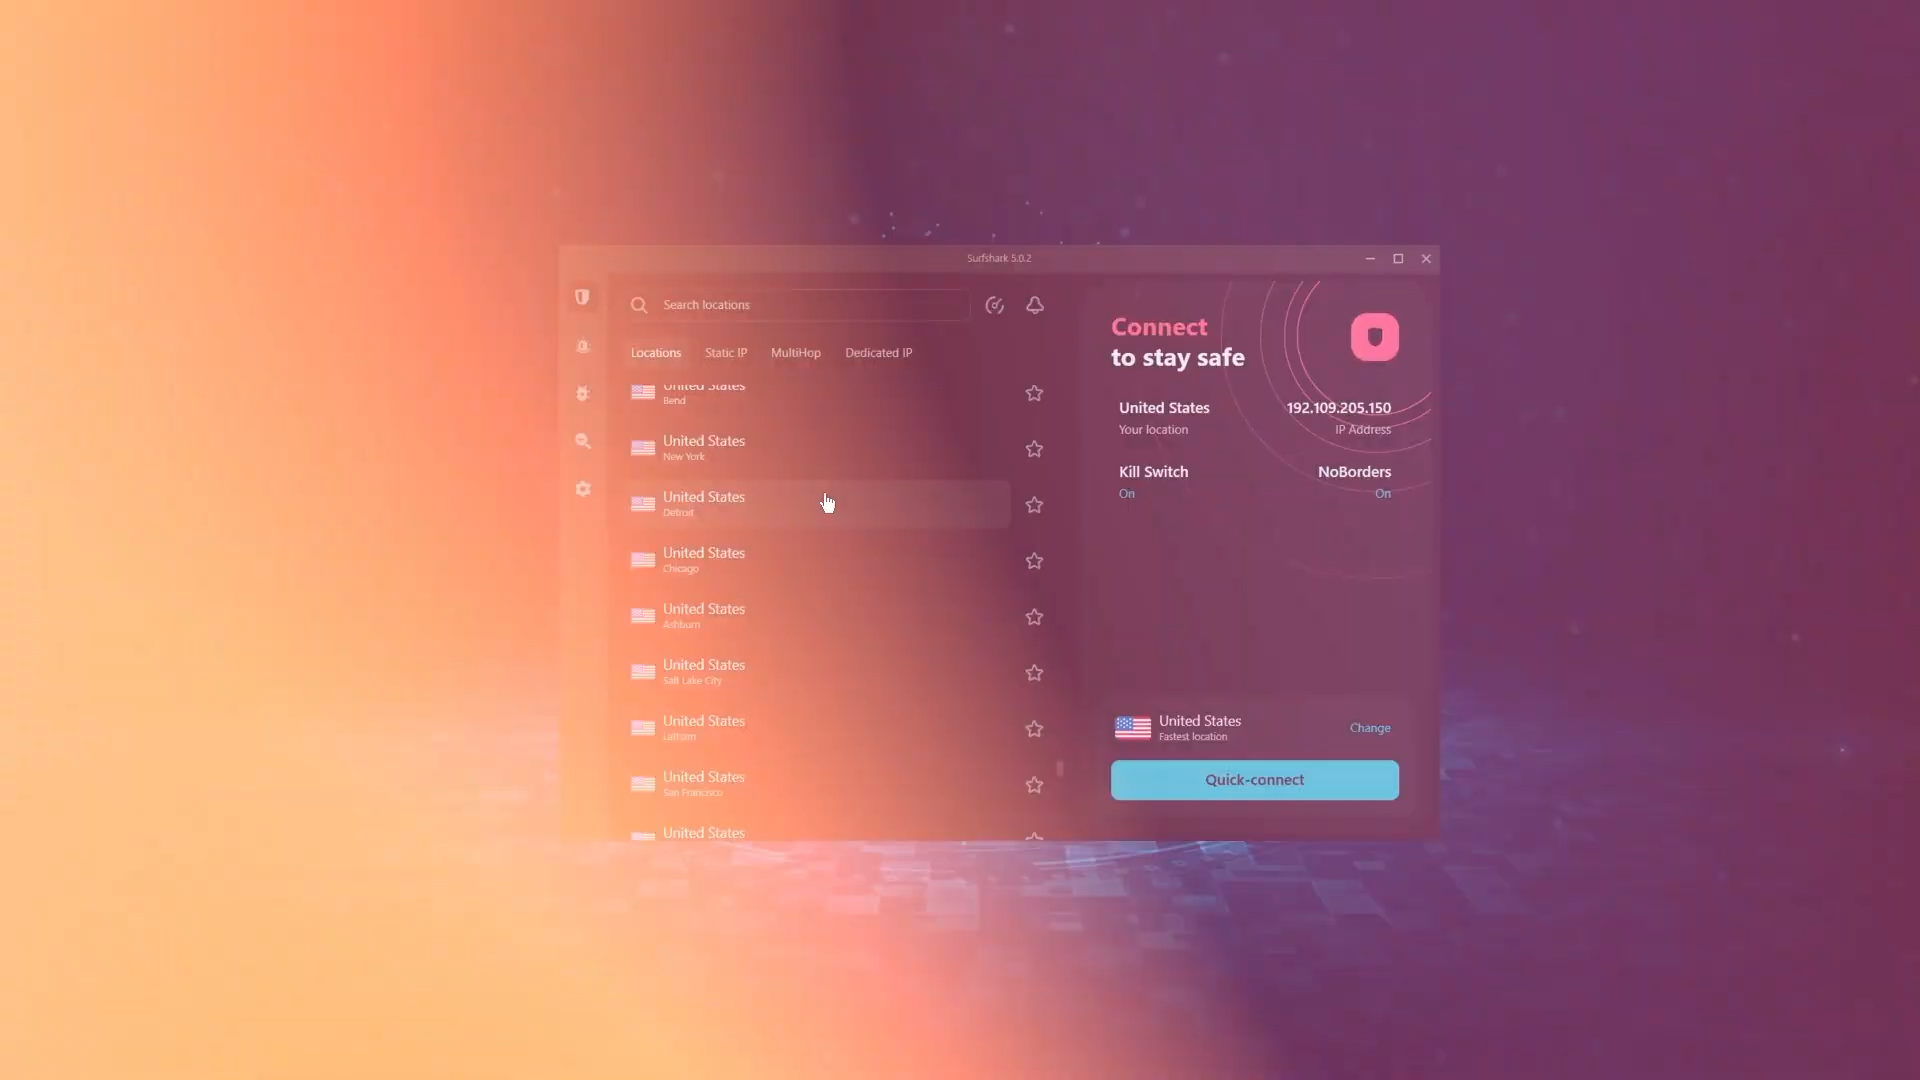 Surfshark 5.0.2
Search locations
Locations
Static IP
MultiHop
Dedicated IP
United States
Bend
United States
New York
United States
Detroit
United States
Chicago
United States
Ashburn
United States
Salt Lake City
United States
Latham
United States
San Francisco
United States
Connect
to stay safe
United States
192.109.205.150
Your location
IP Address
Kill Switch
NoBorders
On
On
United States
Fastest location
Change
Quick-connect